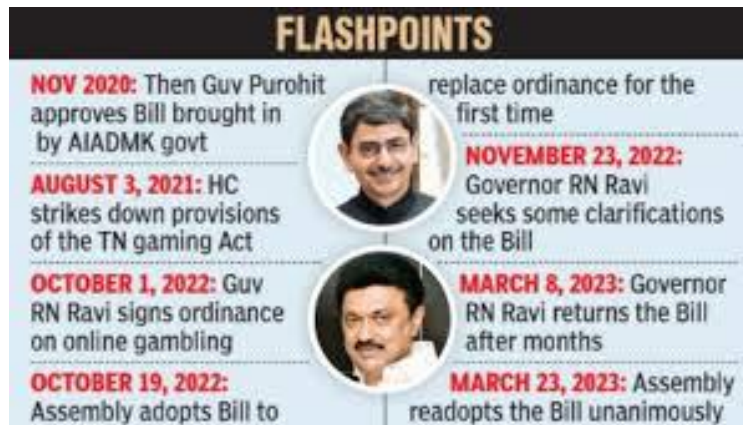 FLASHPOINTS
NOV 2020: Then Guv Purohit
approves Bill brought in
by AIADMK govt
AUGUST 3, 2021: HC
strikes down provisions
of the TN gaming Act
OCTOBER 1, 2022: Guv
RN Ravi signs ordinance
on online gambling
OCTOBER 19, 2022:
Assembly adopts Bill to
replace ordinance for the
first time
NOVEMBER 23, 2022:
Governor RN Ravi
seeks some clarifications
on the Bill
MARCH 8, 2023: Governor
RN Ravi returns the Bill
after months
MARCH 23, 2023: Assembly
readopts the Bill unanimously